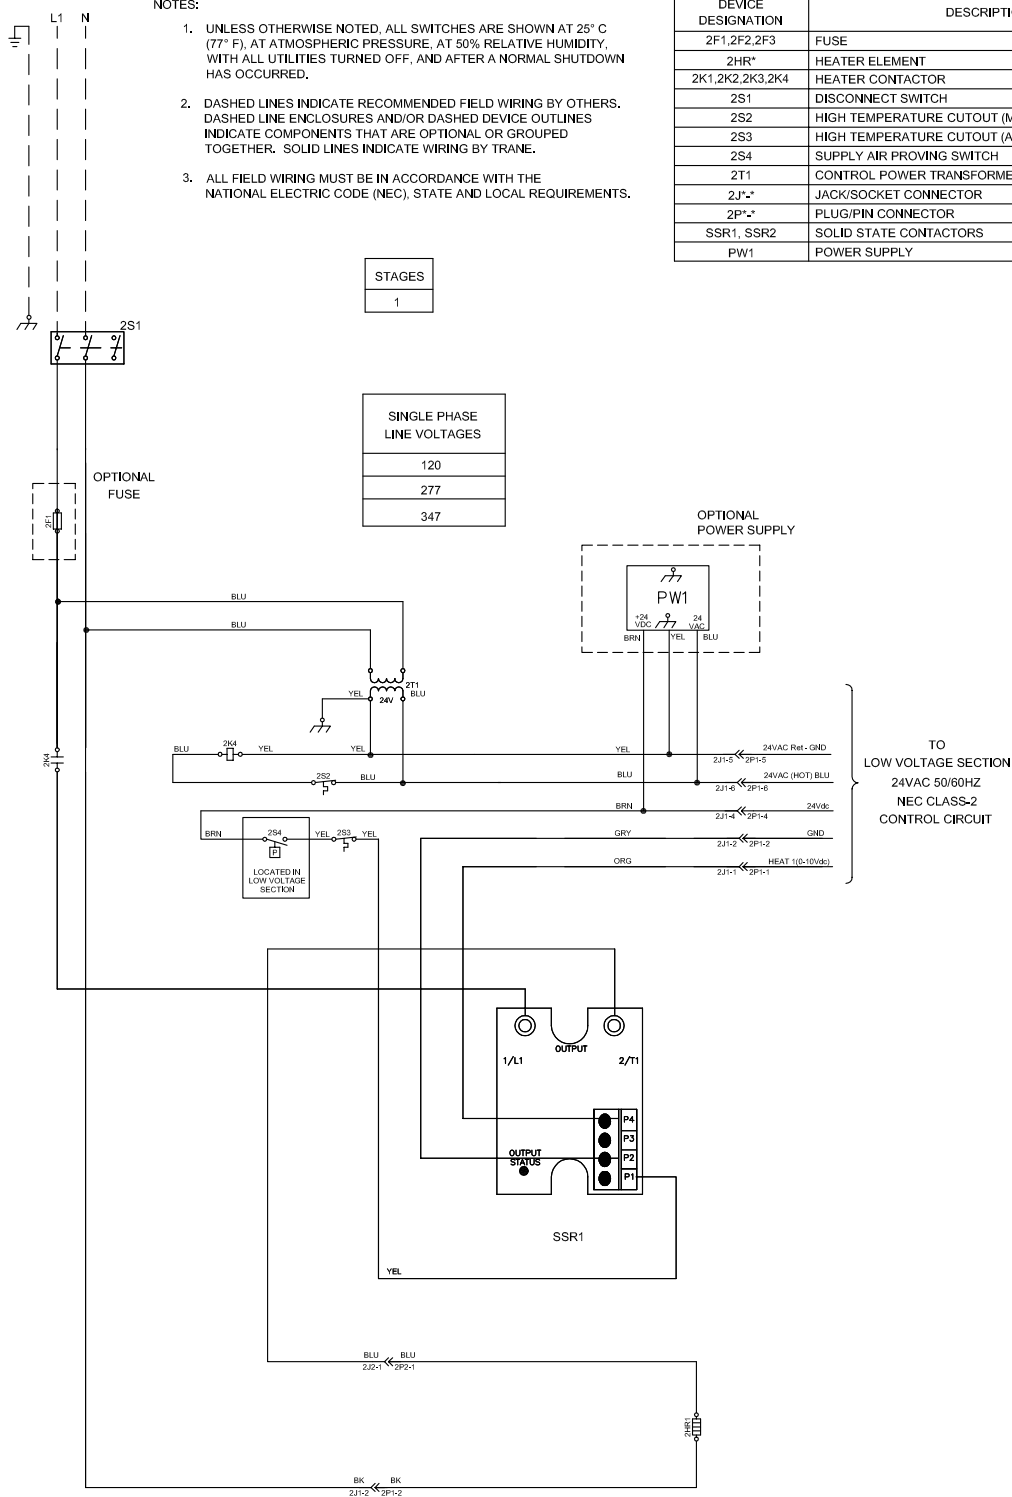 NOTES:
1. UNLESS OTHERWISE NOTED, ALL SWITCHES ARE SHOWN AT 25° C
(77° F), AT ATMOSPHERIC PRESSURE, AT 50% RELATIVE HUMIDITY,
WITH ALL UTILITIES TURNED OFF, AND AFTER A NORMAL SHUTDOWN
HAS OCCURRED.
2. DASHED LINES INDICATE RECOMMENDED FIELD WIRING BY OTHERS.
DASHED LINE ENCLOSURES AND/OR DASHED DEVICE OUTLINES
INDICATE COMPONENTS THAT ARE OPTIONAL OR GROUPED
TOGETHER. SOLID LINES INDICATE WIRING BY TRANE.
3. ALL FIELD WIRING MUST BE IN ACCORDANCE WITH THE
NATIONAL ELECTRIC CODE (NEC), STATE AND LOCAL REQUIREMENTS.
DEVICE
DESIGNATION
DESCRIPTI
2F1,2F2,2F3 FUSE
2HR* HEATER ELEMENT
2K1,2K2,2K3,2K4 HEATER CONTACTOR
2S1 DISCONNECT SWITCH
2S2 HIGH TEMPERATURE CUTOUT (M
2S3 HIGH TEMPERATURE CUTOUT (A
2S4 SUPPLY AIR PROVING SWITCH
2T1 CONTROL POWER TRANSFORME
2J*-* JACK/SOCKET CONNECTOR
2P*-* PLUG/PIN CONNECTOR
SSR1, SSR2 SOLID STATE CONTACTORS
PW1 POWER SUPPLY
L1 N
STAGES
1
2S1
SINGLE PHASE
LINE VOLTAGES
120
277
347
OPTIONAL
FUSE
2F1
OPTIONAL
POWER SUPPLY
PW1
+24
VDC
24
VAC
BRN YEL BLU
BLU
BLU
2T1
YEL BLU
24V
BLU 2K4 YEL YEL YEL 24VAC Ret - GND
2J1-5 2P1-5
2K4
2S2 BLU BLU 24VAC (HOT) BLU
2J1-6 2P1-6
BRN 24Vdc
2J1-4 2P1-4
BRN 2S4 YEL 2S3 YEL GRY GND
2J1-2 2P1-2
P
LOCATED IN
LOW VOLTAGE
SECTION
ORG HEAT 1(0-10Vdc)
2J1-1 2P1-1
TO
LOW VOLTAGE SECTION
24VAC 50/60HZ
NEC CLASS-2
CONTROL CIRCUIT
OUTPUT
1/L1 2/T1
P4
P3
P2
P1
OUTPUT
STATUS
SSR1
YEL
BLU BLU
2J2-1 2P2-1
2HR1
BK BK
2J1-2 2P1-2